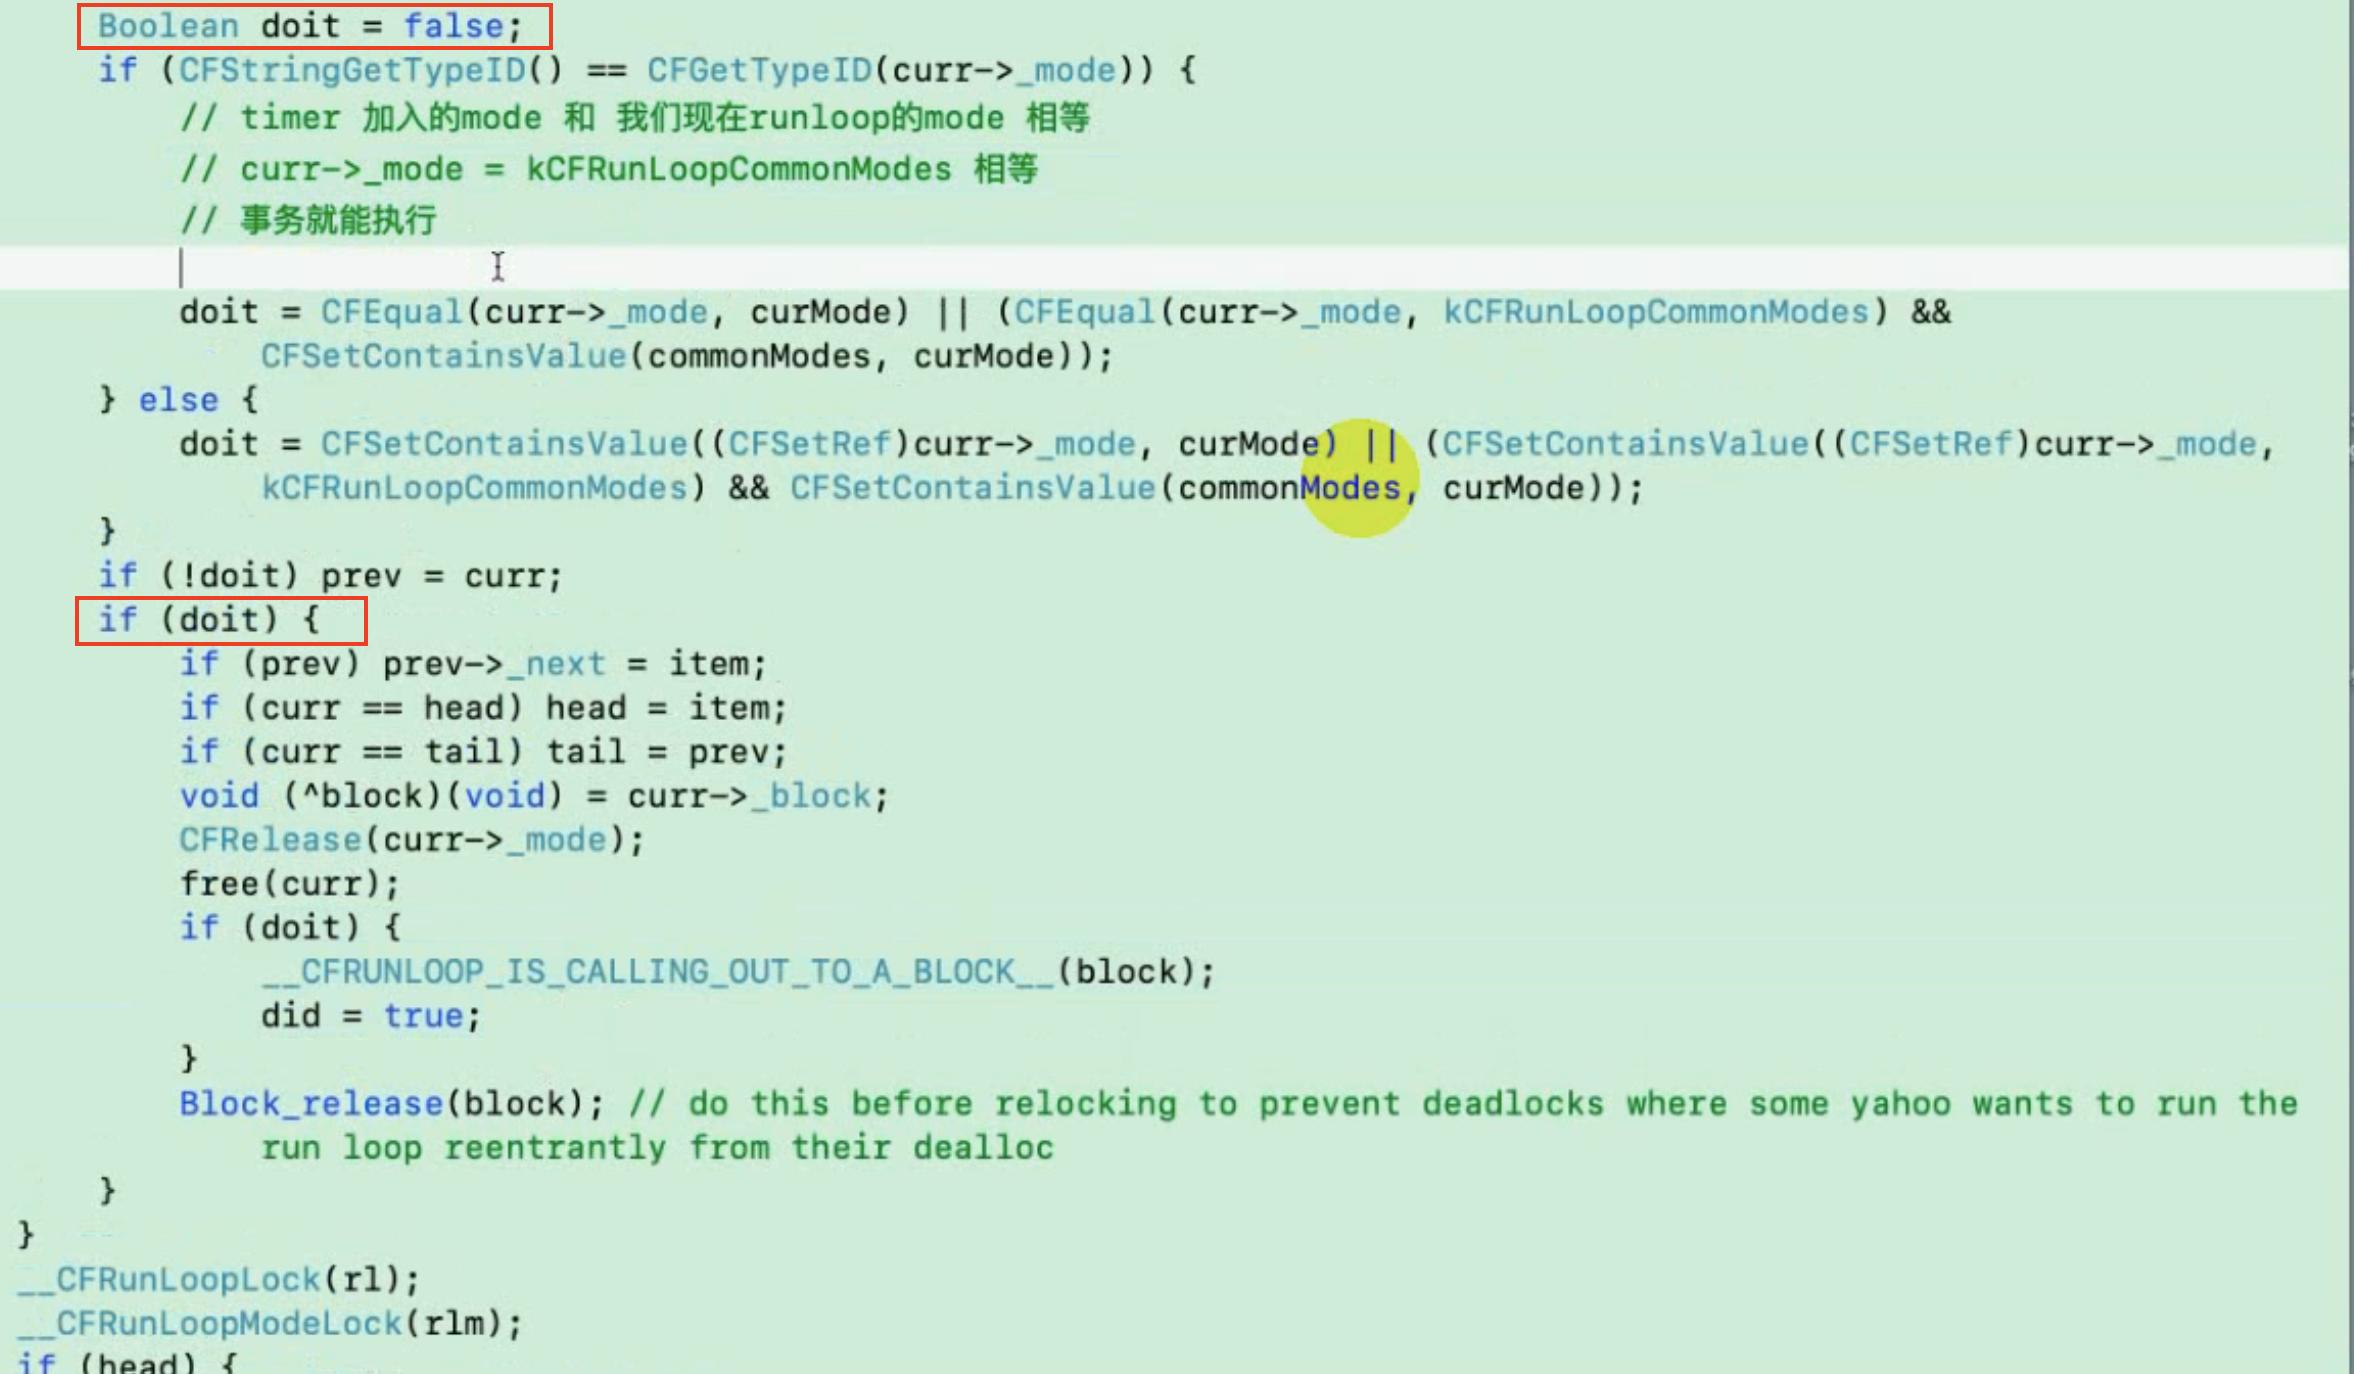 Boolean doit = false;
if (CFStringGetTypeID() == CFGetTypeID(curr->_mode)) {
// timer 加入的mode 和 我们现在runloop的mode 相等
// curr->_mode = kCFRunLoopCommonModes 相等
// 事务就能执行
doit = CFEqual(curr->_mode, curMode) || (CFEqual(curr->_mode, kCFRunLoopCommonModes) &&
CFSetContainsValue(commonModes, curMode));
} else {
doit = CFSetContainsValue((CFSetRef)curr->_mode, curMode) || (CFSetContainsValue((CFSetRef)curr->_mode,
kCFRunLoopCommonModes) && CFSetContainsValue(commonModes, curMode));
}
if (!doit) prev = curr;
if (doit) {
if (prev) prev->_next = item;
if (curr == head) head = item;
if (curr == tail) tail = prev;
void (^block)(void) = curr->_block;
CFRelease(curr->_mode);
free(curr);
if (doit) {
__CFRUNLOOP_IS_CALLING_OUT_TO_A_BLOCK__(block);
did = true;
}
Block_release(block); // do this before relocking to prevent deadlocks where some yahoo wants to run the
run loop reentrantly from their dealloc
}
}
__CFRunLoopLock(rl);
__CFRunLoopModeLock(rlm);
if (head) {